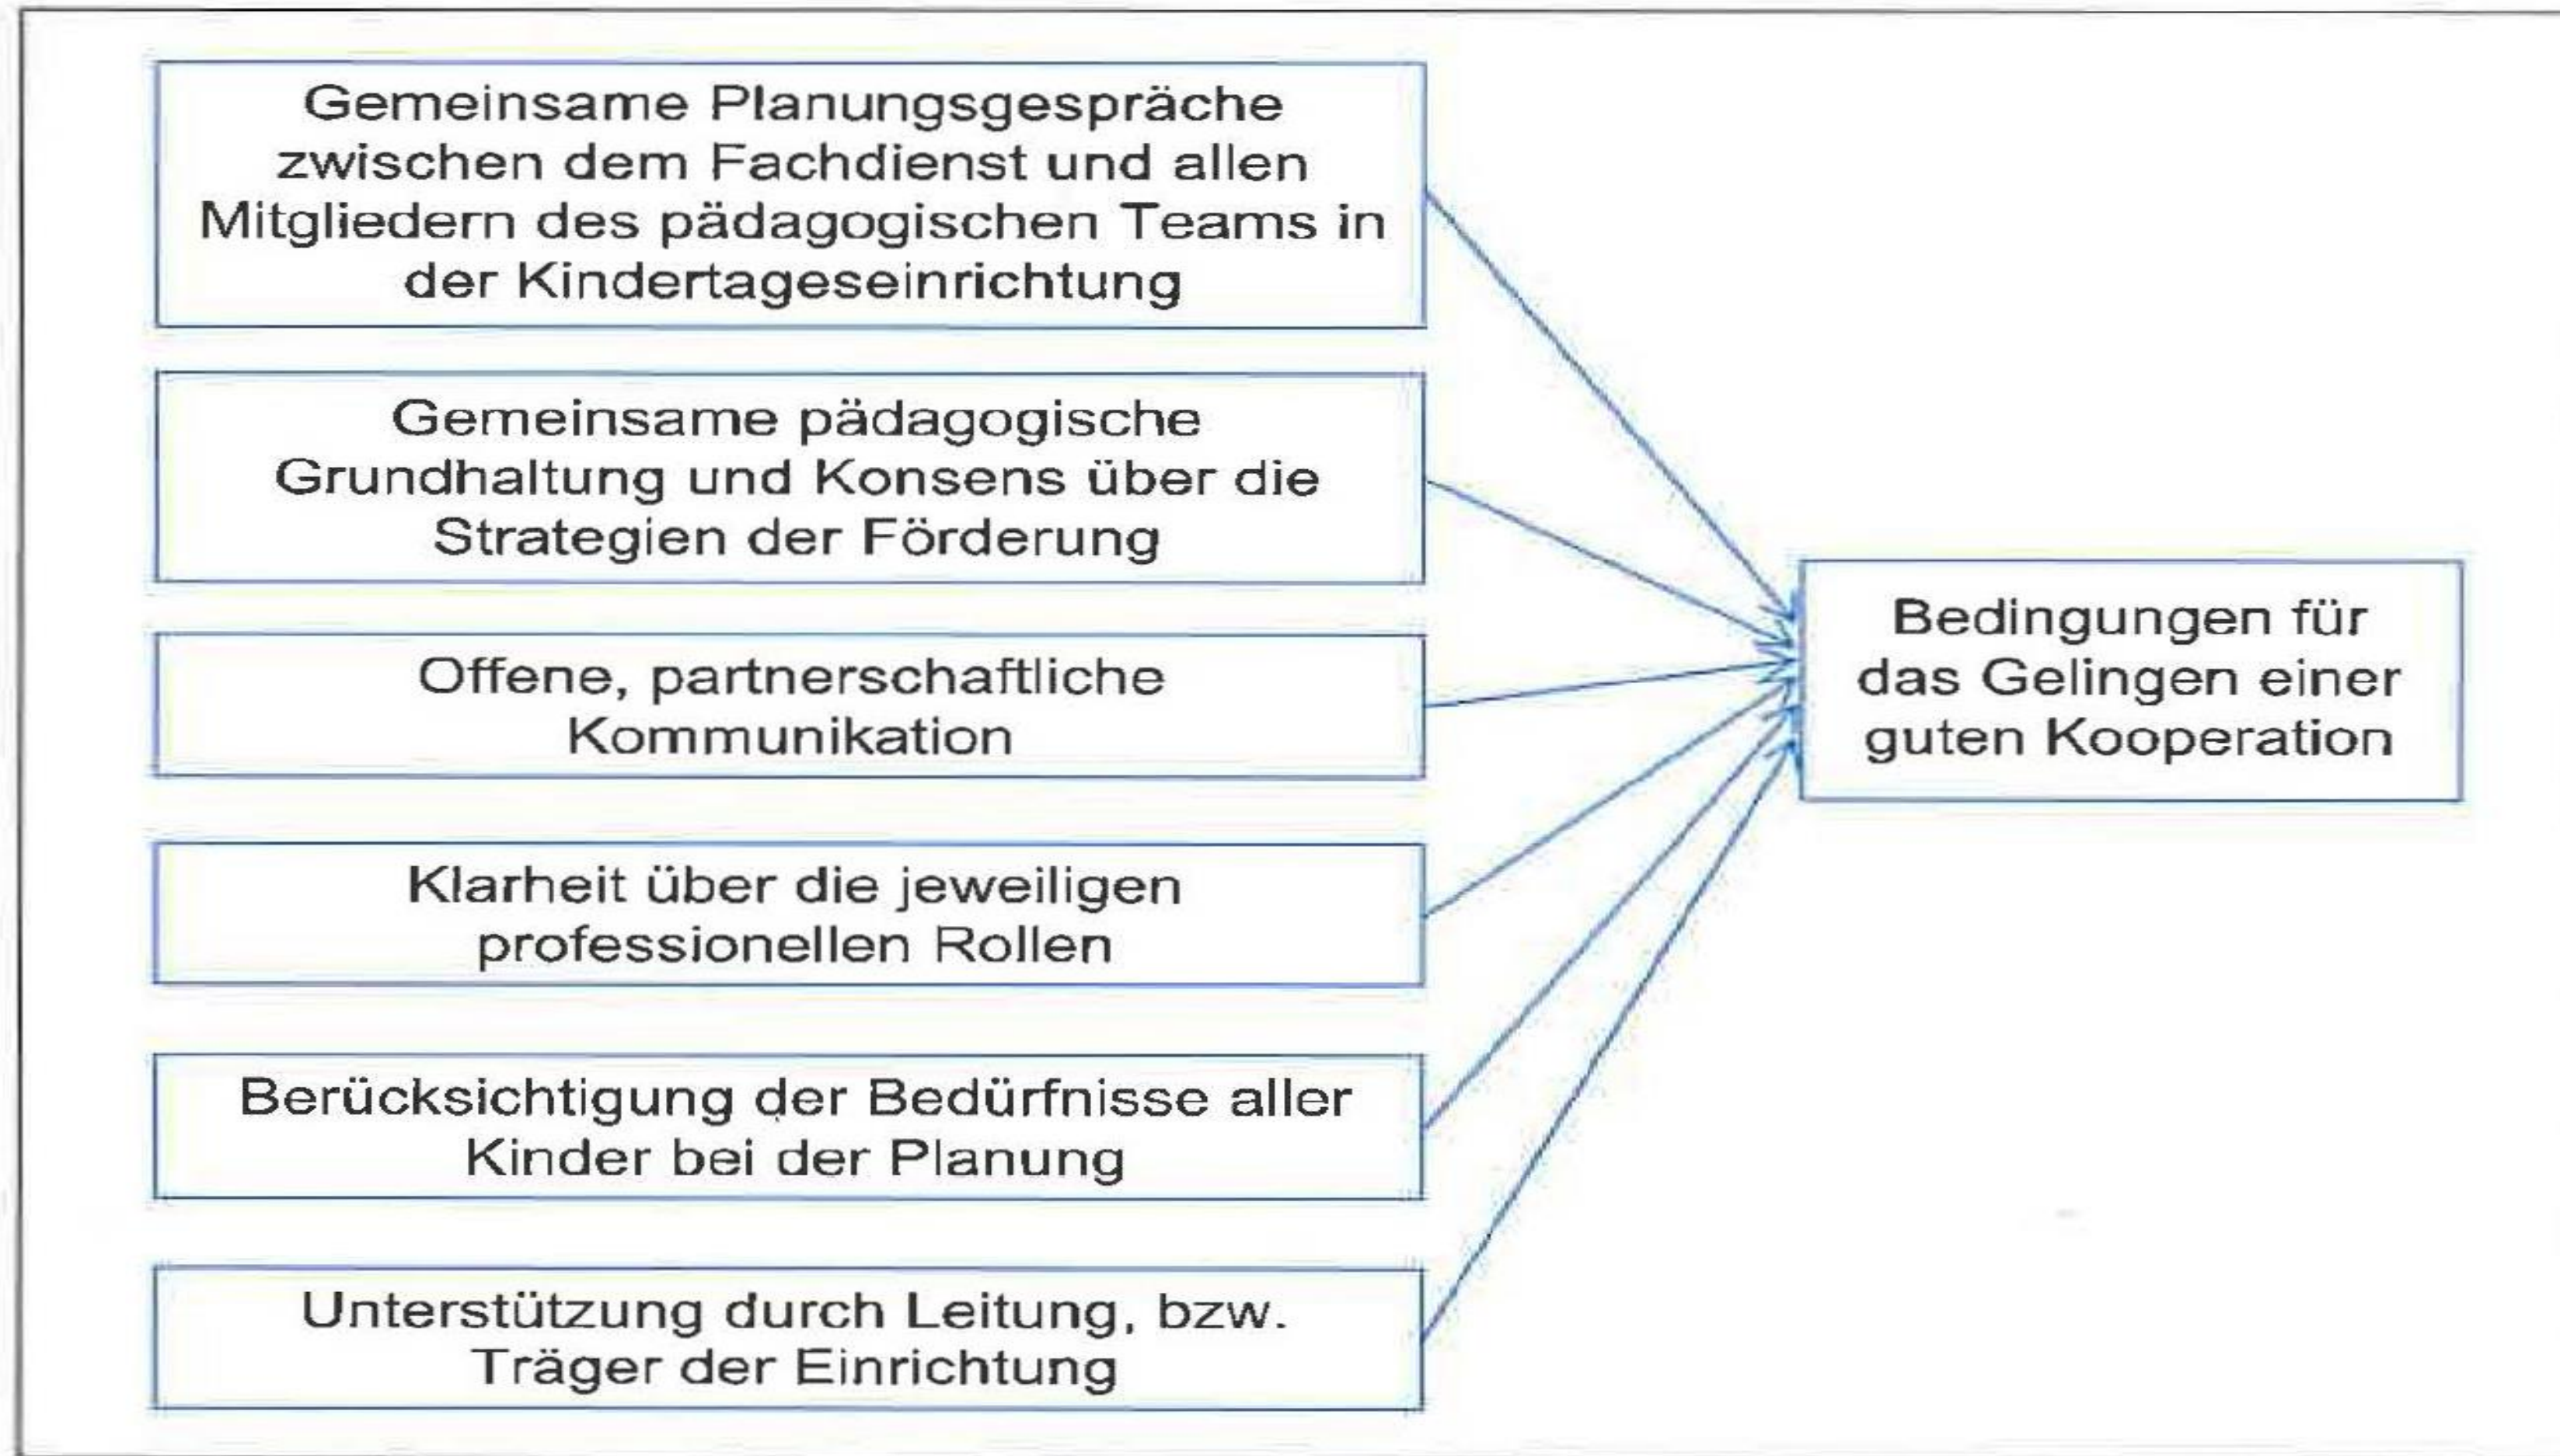 Gemeinsame Planungsgespräche
zwischen dem Fachdienst und allen
Mitgliedern des pädagogischen Teams in
der Kindertageseinrichtung
Gemeinsame pädagogische
Grundhaltung und Konsens über die
Strategien der Förderung
Offene, partnerschaftliche
Kommunikation
Klarheit über die jeweiligen
professionellen Rollen
Berücksichtigung der Bedürfnisse aller
Kinder bei der Planung
Unterstützung durch Leitung, bzw.
Träger der Einrichtung
Bedingungen für
das Gelingen einer
guten Kooperation